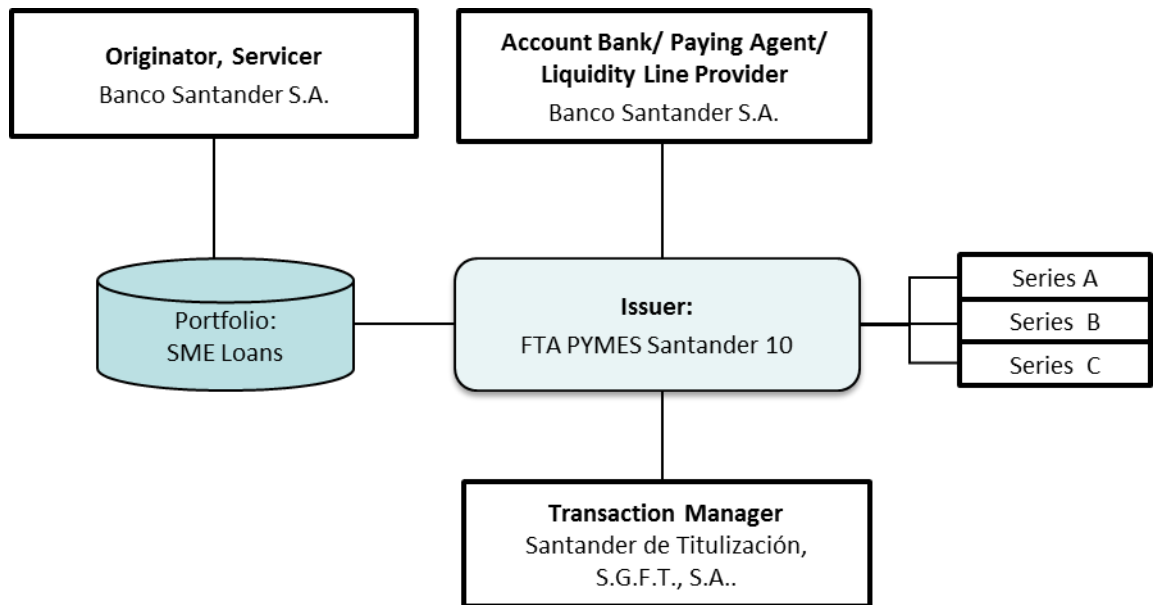 Originator, Servicer
Banco Santander S.A.
Account Bank/ Paying Agent/
Liquidity Line Provider
Banco Santander S.A.
Portfolio:
SME Loans
Issuer:
FTA PYMES Santander 10
Series A
Series B
Series C
Transaction Manager
Santander de Titulización,
S.G.F.T., S.A..